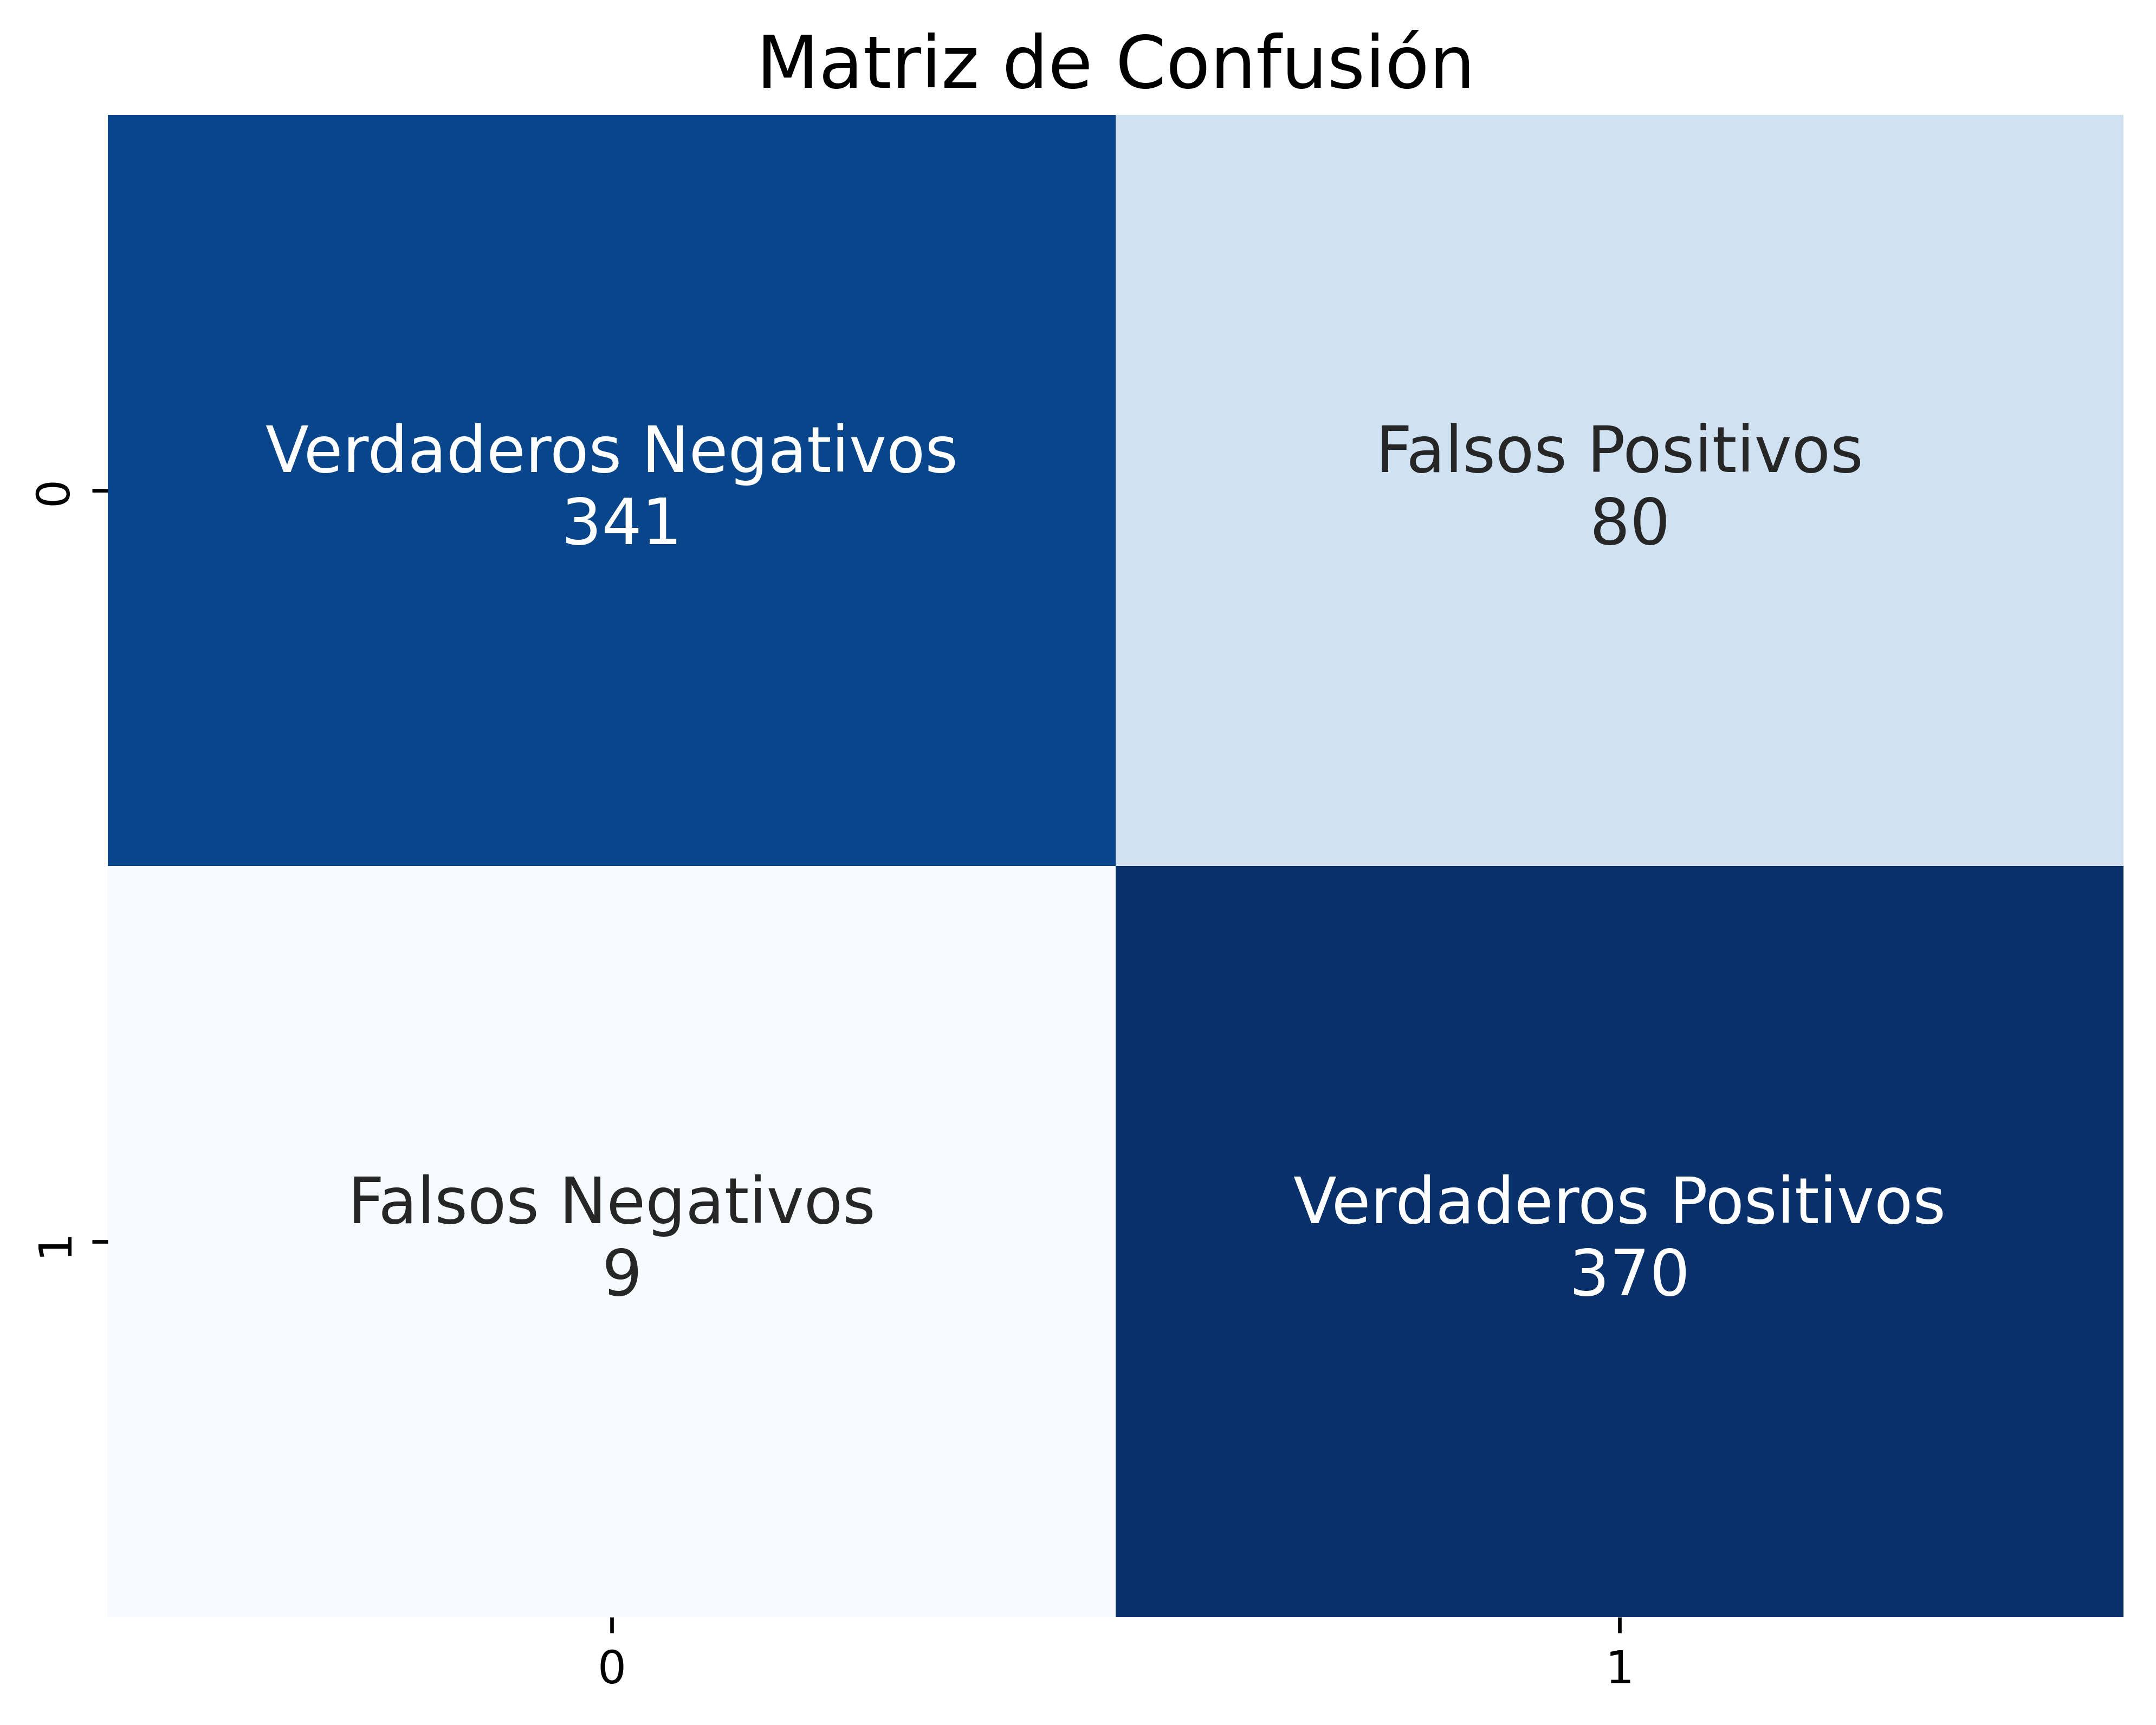 Matriz de Confusión
Verdaderos Negativos
341
Falsos Positivos
80
0
Falsos Negativos
9
Verdaderos Positivos
370
1
0
1